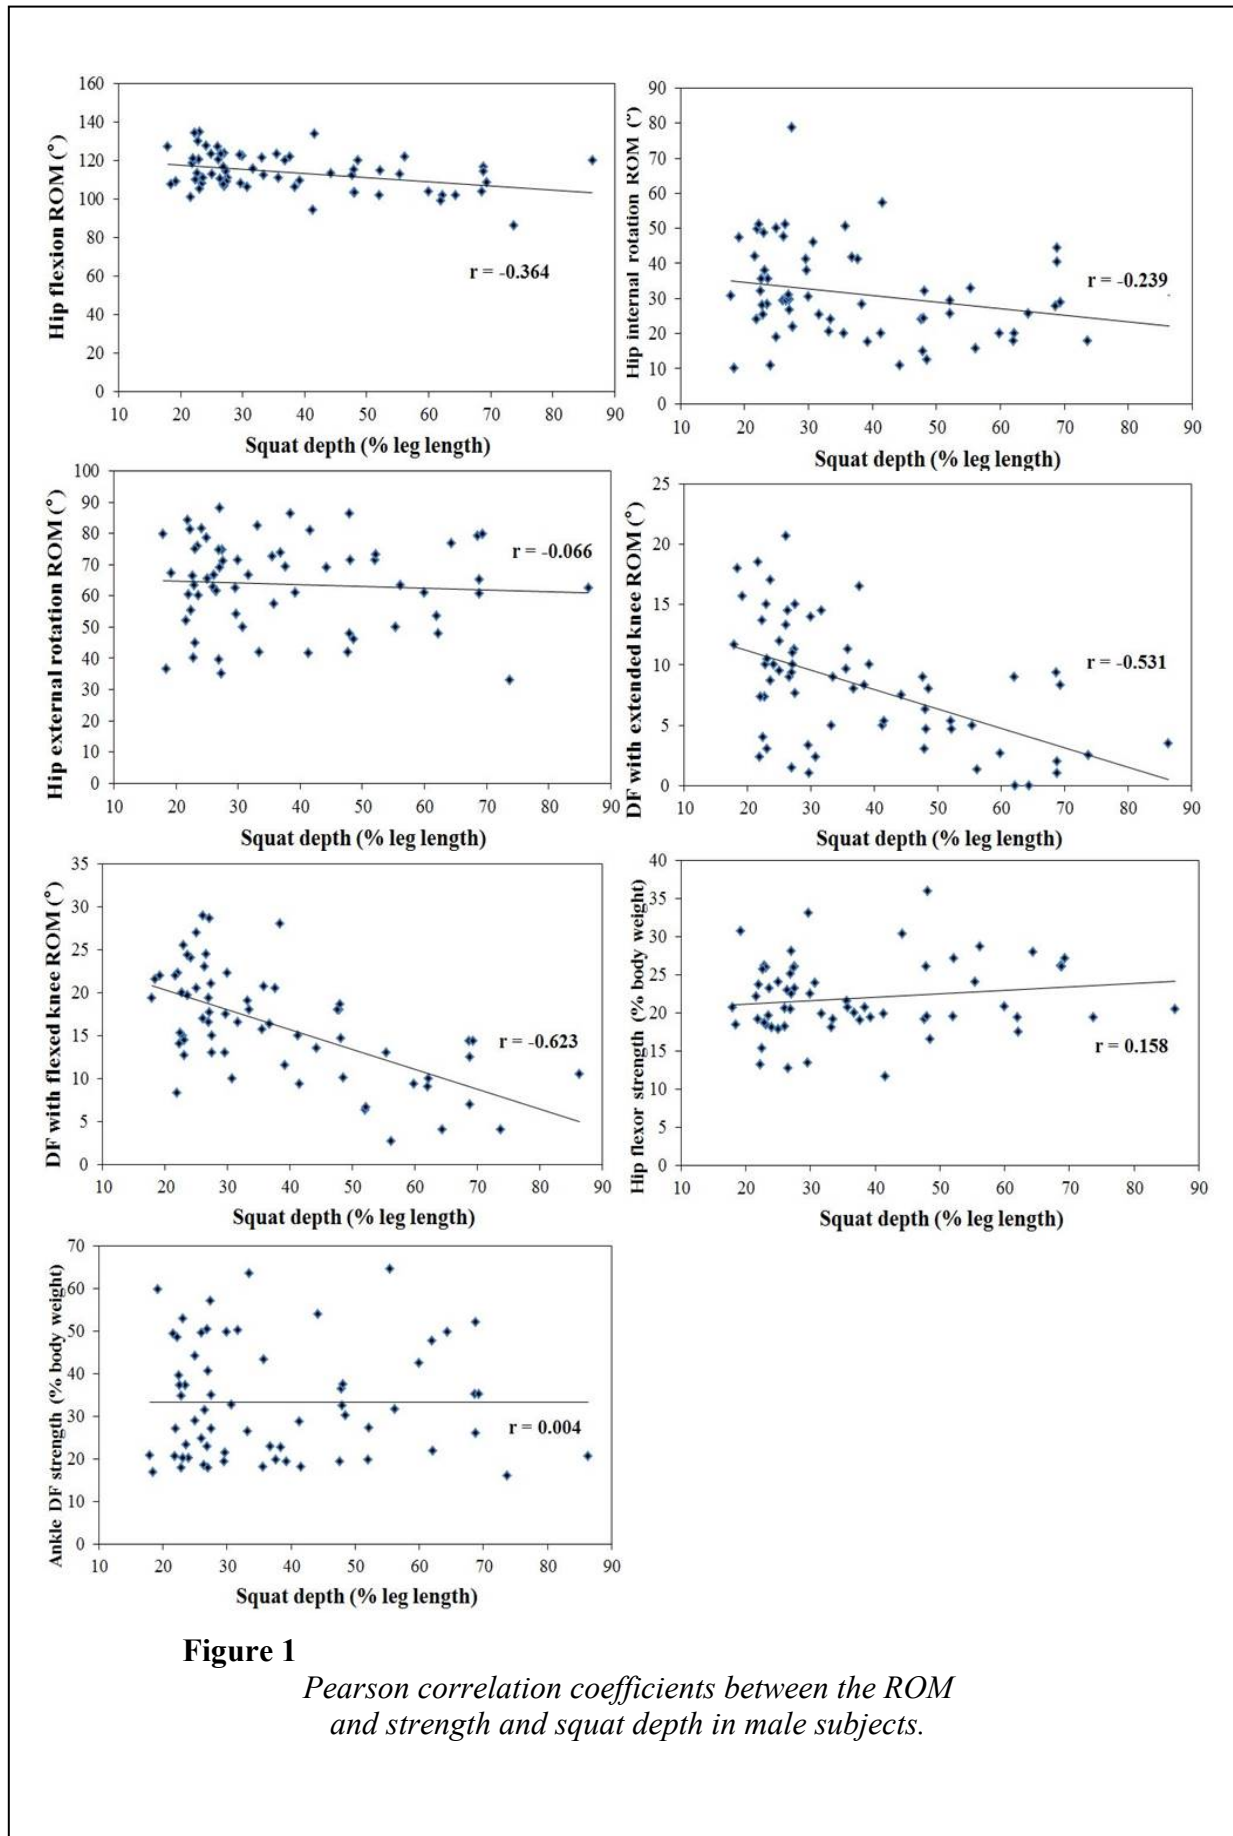 160
140
120
100
80
60
40
20
0
Hip flexion ROM (°)
r = -0.364
10 20 30 40 50 60 70 80 90
Squat depth (% leg length)
90
80
70
60
50
40
30
20
10
0
Hip internal rotation ROM (°)
r = -0.239
10 20 30 40 50 60 70 80 90
Squat depth (% leg length)
100
90
80
70
60
50
40
30
20
10
0
Hip external rotation ROM (°)
r = -0.066
10 20 30 40 50 60 70 80 90
Squat depth (% leg length)
25
20
15
10
5
0
DF with extended knee ROM (°)
r = -0.531
10 20 30 40 50 60 70 80 90
Squat depth (% leg length)
35
30
25
20
15
10
5
0
DF with flexed knee ROM (°)
r = -0.623
10 20 30 40 50 60 70 80 90
Squat depth (% leg length)
40
35
30
25
20
15
10
5
0
Hip flexor strength (% body weight)
r = 0.158
10 20 30 40 50 60 70 80 90
Squat depth (% leg length)
70
60
50
40
30
20
10
0
Ankle DF strength (% body weight)
r = 0.004
10 20 30 40 50 60 70 80 90
Squat depth (% leg length)
Figure 1
Pearson correlation coefficients between the ROM
and strength and squat depth in male subjects.